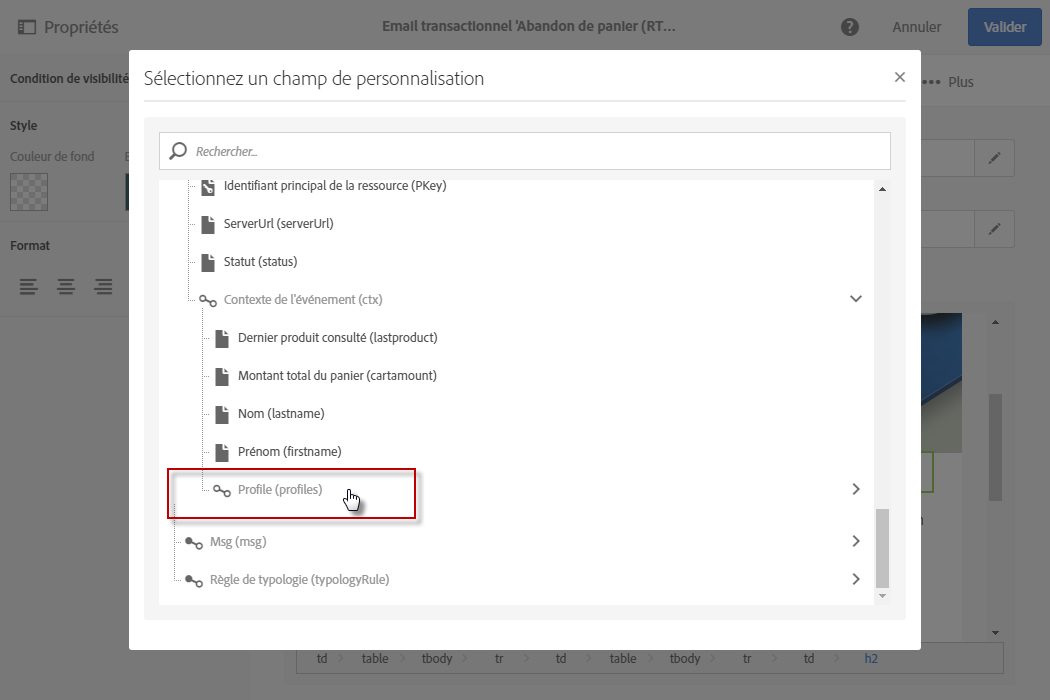 Propriétés
Email transactionnel 'Abandon de panier (RT...
?
Annuler
Valider
Condition de visibilité
Plus
Style
Couleur de fond
Format
Sélectionnez un champ de personnalisation
Rechercher...
Identifiant principal de la ressource (PKey)
ServerUrl (serverUrl)
Statut (status)
Contexte de l'événement (ctx)
Dernier produit consulté (lastproduct)
Montant total du panier (cartamount)
Nom (lastname)
Prénom (firstname)
Profile (profiles)
Msg (msg)
Règle de typologie (typologyRule)
td table tbody tr td table tbody tr td h2